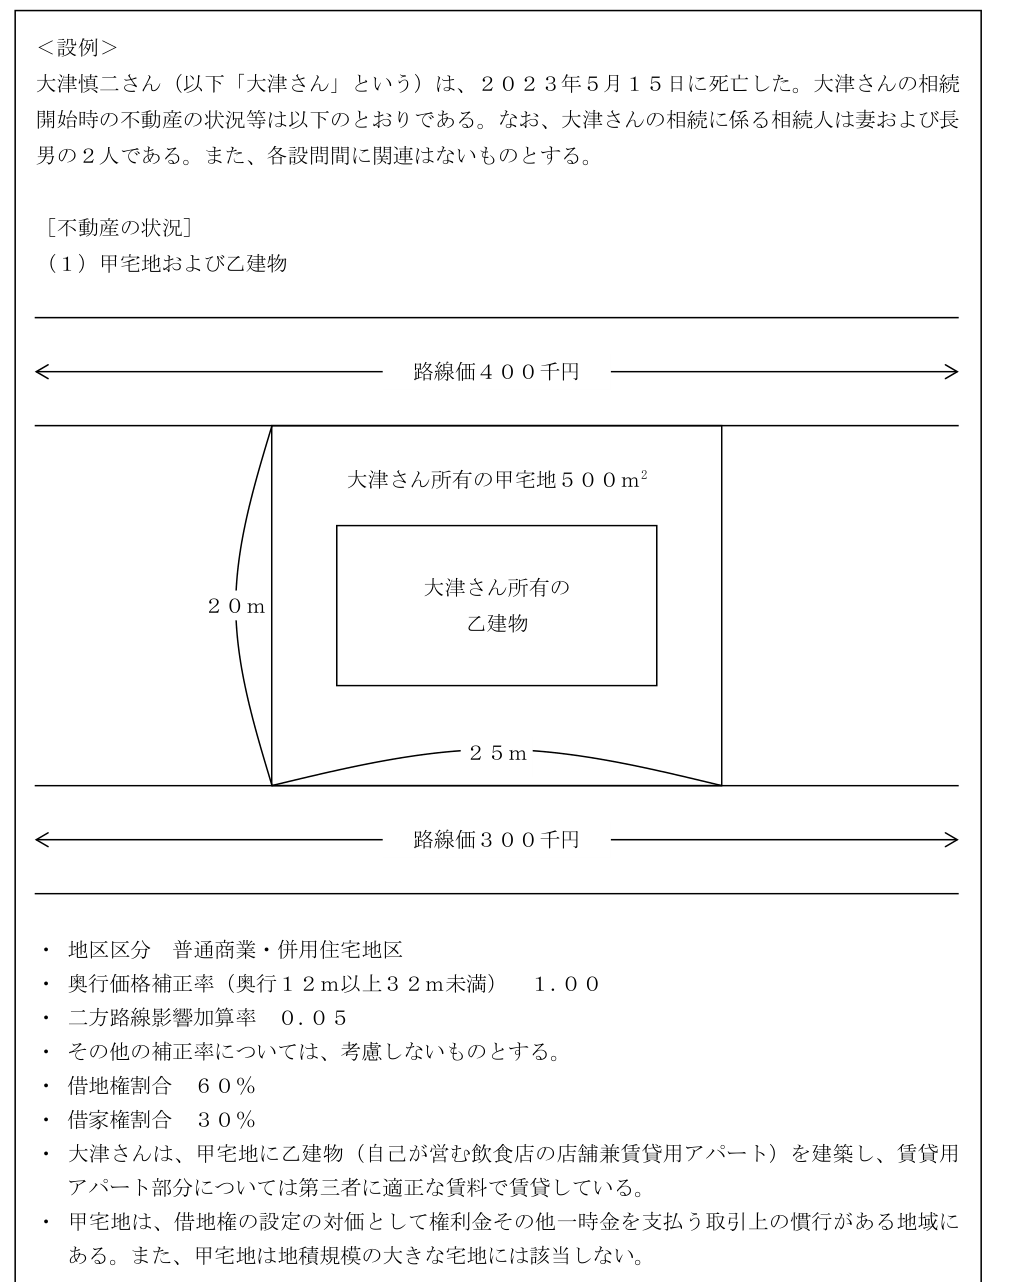 ＜設例＞
大津慎二さん（以下「大津さん」という）は、２０２３年５月１５日に死亡した。大津さんの相続
開始時の不動産の状況等は以下のとおりである。なお、大津さんの相続に係る相続人は妻および長
男の２人である。また、各設問間に関連はないものとする。
［不動産の状況］
（１）甲宅地および乙建物
路線価４００千円
大津さん所有の甲宅地５００ｍ²
大津さん所有の
乙建物
２０ｍ
２５ｍ
路線価３００千円
・ 地区区分　普通商業・併用住宅地区
・ 奥行価格補正率（奥行１２ｍ以上３２ｍ未満）　１.００
・ 二方路線影響加算率　０.０５
・ その他の補正率については、考慮しないものとする。
・ 借地権割合　６０％
・ 借家権割合　３０％
・ 大津さんは、甲宅地に乙建物（自己が営む飲食店の店舗兼賃貸用アパート）を建築し、賃貸用
アパート部分については第三者に適正な賃料で賃貸している。
・ 甲宅地は、借地権の設定の対価として権利金その他一時金を支払う取引上の慣行がある地域に
ある。また、甲宅地は地積規模の大きな宅地には該当しない。